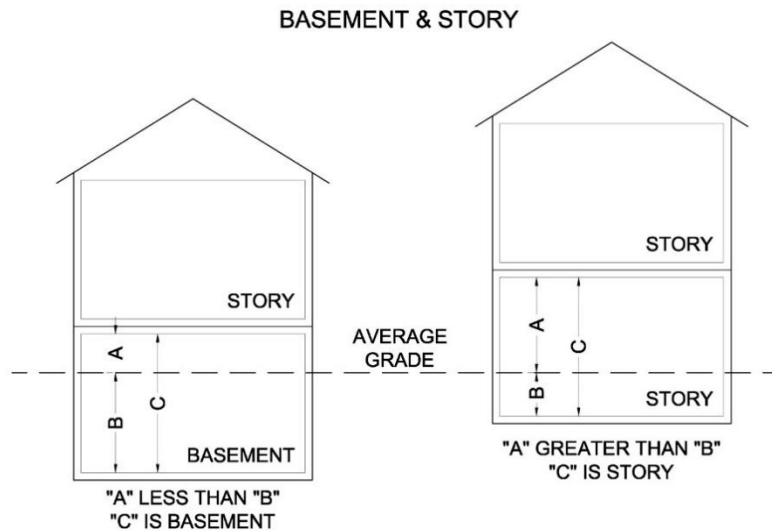 BASEMENT & STORY
STORY
A
B
C
BASEMENT
"A" LESS THAN "B"
"C" IS BASEMENT
AVERAGE
GRADE
STORY
A
B
C
STORY
"A" GREATER THAN "B"
"C" IS STORY